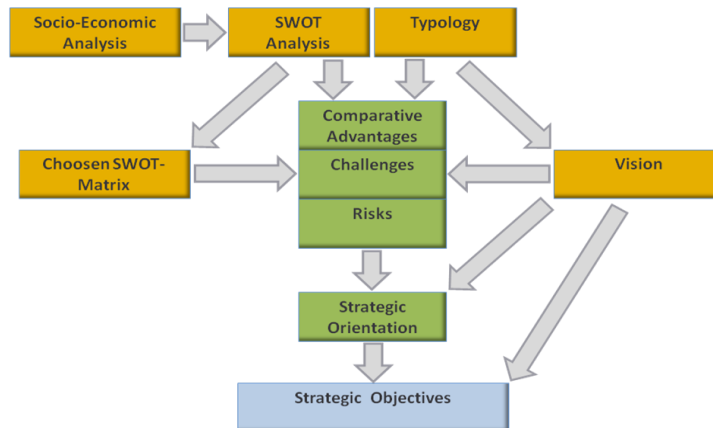 Socio-Economic
Analysis
SWOT
Analysis
Typology
Comparative
Advantages
Choosen SWOT-
Matrix
Challenges
Vision
Risks
Strategic
Orientation
Strategic Objectives